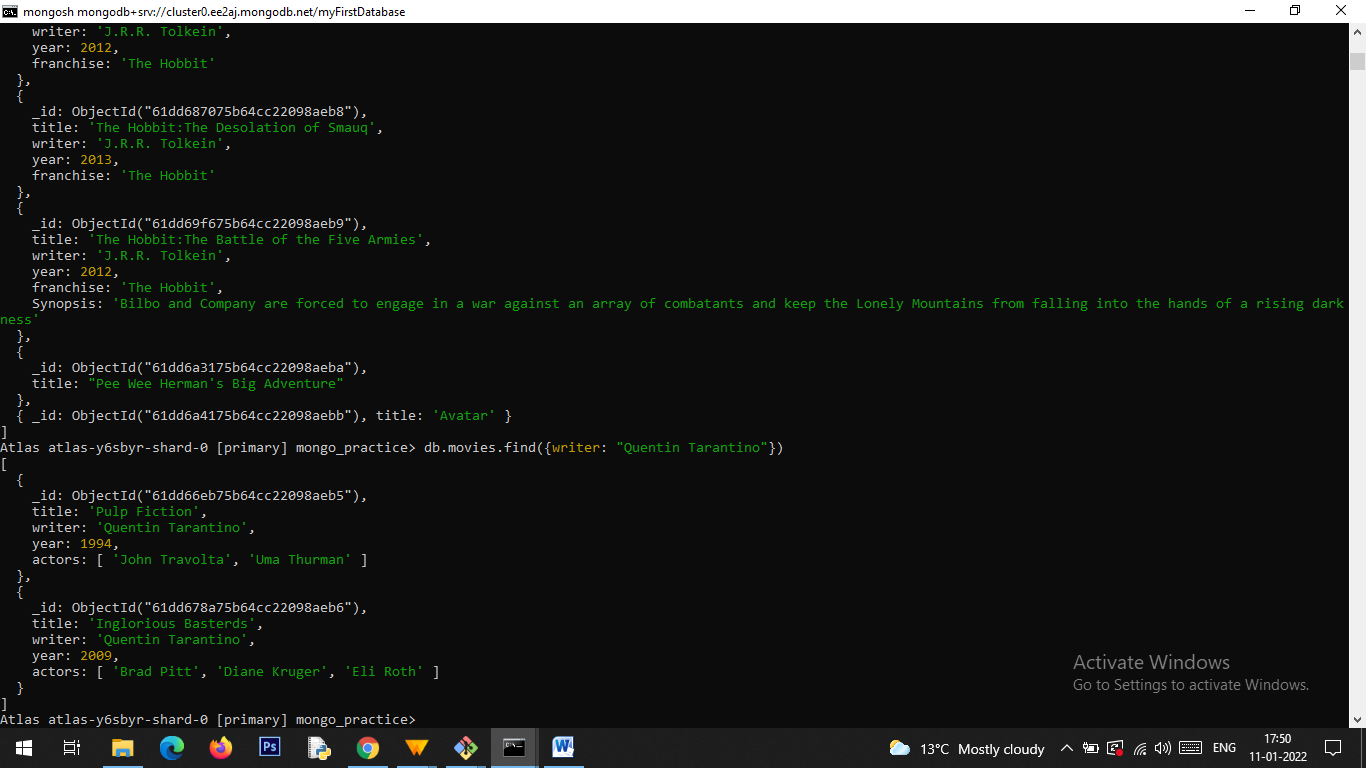 mongosh mongodb+srv://cluster0.ee2aj.mongodb.net/myFirstDatabase
writer: 'J.R.R. Tolkein',
year: 2012,
franchise: 'The Hobbit'
},
{
_id: ObjectId("61dd687075b64cc22098aeb8"),
title: 'The Hobbit:The Desolation of Smauq',
writer: 'J.R.R. Tolkein',
year: 2013,
franchise: 'The Hobbit'
},
{
_id: ObjectId("61dd69f675b64cc22098aeb9"),
title: 'The Hobbit:The Battle of the Five Armies',
writer: 'J.R.R. Tolkein',
year: 2012,
franchise: 'The Hobbit',
Synopsis: 'Bilbo and Company are forced to engage in a war against an array of combatants and keep the Lonely Mountains from falling into the hands of a rising dark
ness'
},
{
_id: ObjectId("61dd6a3175b64cc22098aeba"),
title: "Pee Wee Herman's Big Adventure"
},
{ _id: ObjectId("61dd6a4175b64cc22098aebb"), title: 'Avatar' }
]
Atlas atlas-y6sbyr-shard-0 [primary] mongo_practice> db.movies.find({writer: "Quentin Tarantino"})
[
{
_id: ObjectId("61dd66eb75b64cc22098aeb5"),
title: 'Pulp Fiction',
writer: 'Quentin Tarantino',
year: 1994,
actors: [ 'John Travolta', 'Uma Thurman' ]
},
{
_id: ObjectId("61dd678a75b64cc22098aeb6"),
title: 'Inglorious Basterds',
writer: 'Quentin Tarantino',
year: 2009,
actors: [ 'Brad Pitt', 'Diane Kruger', 'Eli Roth' ]
}
]
Atlas atlas-y6sbyr-shard-0 [primary] mongo_practice>
Activate Windows
Go to Settings to activate Windows.
Ps
W
13°C Mostly cloudy
ENG
17:50
11-01-2022